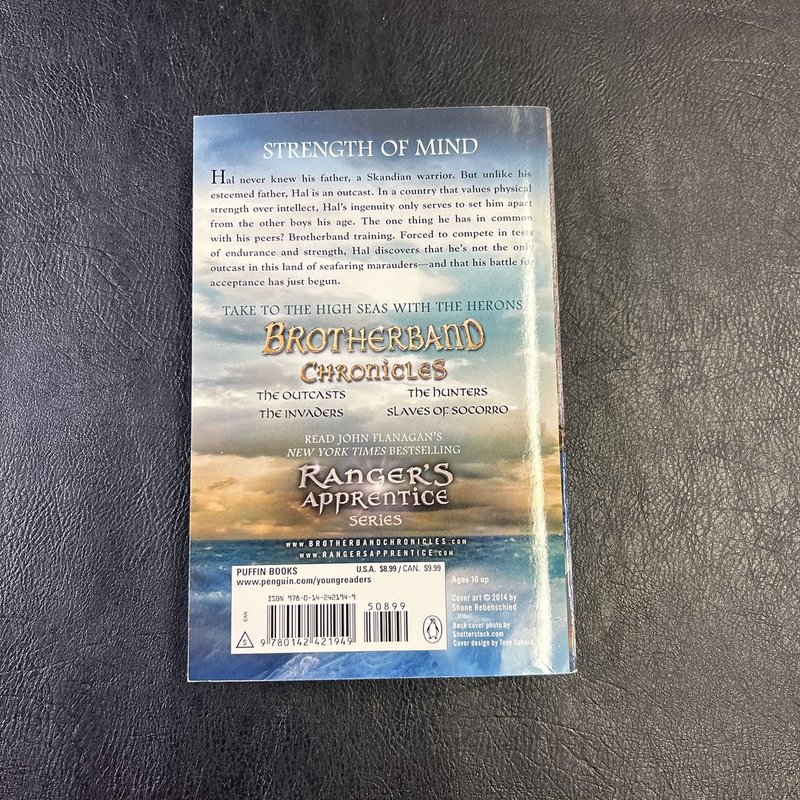 STRENGTH OF MIND
Hal never knew his father, a Skandian warrior. But unlike his
esteemed father, Hal is an outcast. In a country that values physical
strength over intellect, Hal's ingenuity only serves to set him apart
from the other boys his age. The one thing he has in common
with his peers? Brotherband training. Forced to compete in tests
of endurance and strength, Hal discovers that he's not the only
outcast in this land of seafaring marauders—and that his battle for
acceptance has just begun.
TAKE TO THE HIGH SEAS WITH THE HERONS
BROTHERBAND
CHRONICLES
THE OUTCASTS THE HUNTERS
THE INVADERS SLAVES OF SOCORRO
READ JOHN FLANAGAN'S
NEW YORK TIMES BESTSELLING
RANGER'S
APPRENTICE
SERIES
WWW.BROTHERBANDCHRONICLES.COM
WWW.RANGERSAPPRENTICE.COM
PUFFIN BOOKS U.S.A. $8.99 / CAN. $9.99
www.penguin.com/youngreaders
ISBN 978-0-14-242194-9
50899
EAN
S
9 780142 421949
Ages 10 up
Cover art © 2014 by
Shane Rebenschied
Back cover photo by
Shutterstock.com
Cover design by Tony